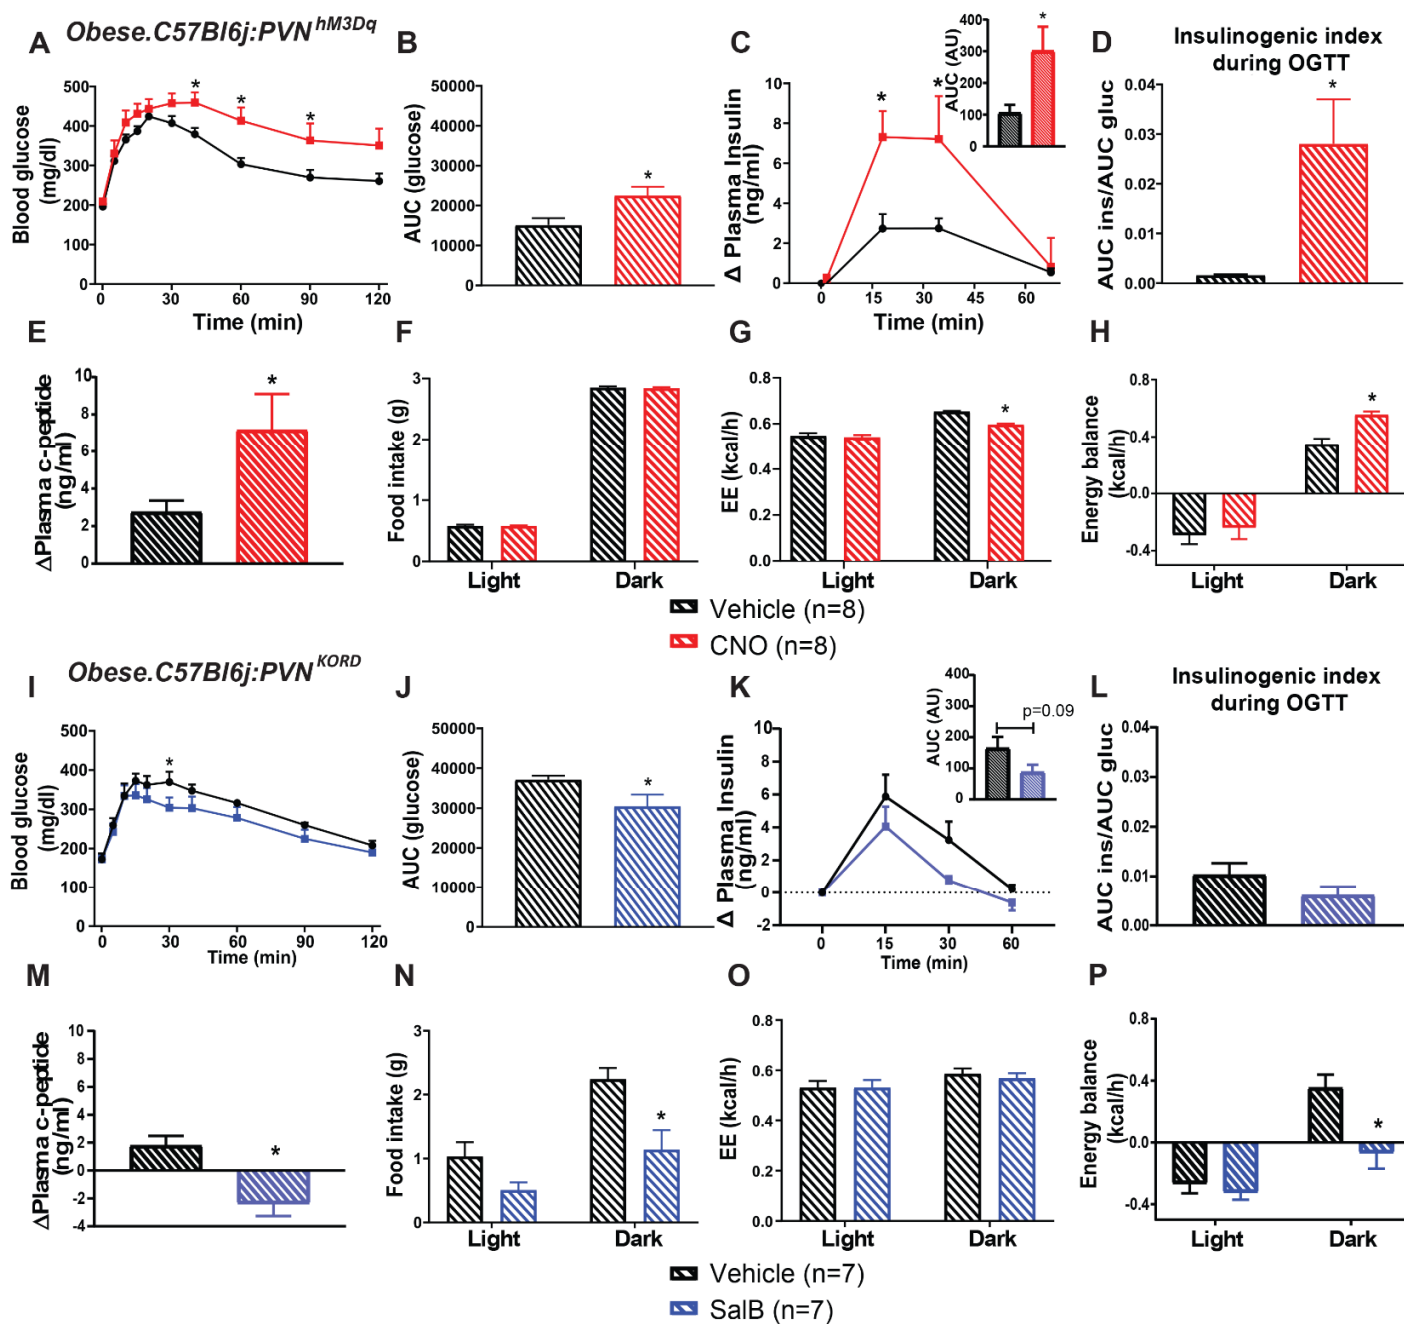 Obese.C57Bl6j:PVN^hM3Dq
A
Blood glucose
(mg/dl)
500
400
300
200
100
0
0 30 60 90 120
Time (min)
* * *
B
AUC (glucose)
50000
40000
30000
20000
10000
0
*
C
Δ Plasma Insulin
(ng/ml)
10
8
6
4
2
0
0 15 30 45 60
Time (min)
* *
AUC (AU)
400
300
200
100
0
*
D
Insulinogenic index
during OGTT
AUC ins/AUC gluc
0.04
0.03
0.02
0.01
0.00
*
E
ΔPlasma c-peptide
(ng/ml)
10
8
6
4
2
0
*
F
Food intake (g)
3
2
1
0
Light Dark
G
EE (kcal/h)
0.8
0.6
0.4
0.2
0.0
*
Light Dark
H
Energy balance
(kcal/h)
0.8
0.4
0.0
-0.4
*
Light Dark
Vehicle (n=8)
CNO (n=8)
Obese.C57Bl6j:PVN^KORD
I
Blood glucose
(mg/dl)
500
400
300
200
100
0
0 30 60 90 120
Time (min)
*
J
AUC (glucose)
50000
40000
30000
20000
10000
0
*
K
Δ Plasma Insulin
(ng/ml)
10
8
6
4
2
0
-2
0 15 30 60
Time (min)
AUC (AU)
400
300
200
100
0
p=0.09
L
Insulinogenic index
during OGTT
AUC ins/AUC gluc
0.04
0.03
0.02
0.01
0.00
M
ΔPlasma c-peptide
(ng/ml)
10
8
6
4
2
0
-2
-4
*
N
Food intake (g)
3
2
1
0
*
Light Dark
O
EE (kcal/h)
0.8
0.6
0.4
0.2
0.0
Light Dark
P
Energy balance
(kcal/h)
0.8
0.4
0.0
-0.4
*
Light Dark
Vehicle (n=7)
SalB (n=7)